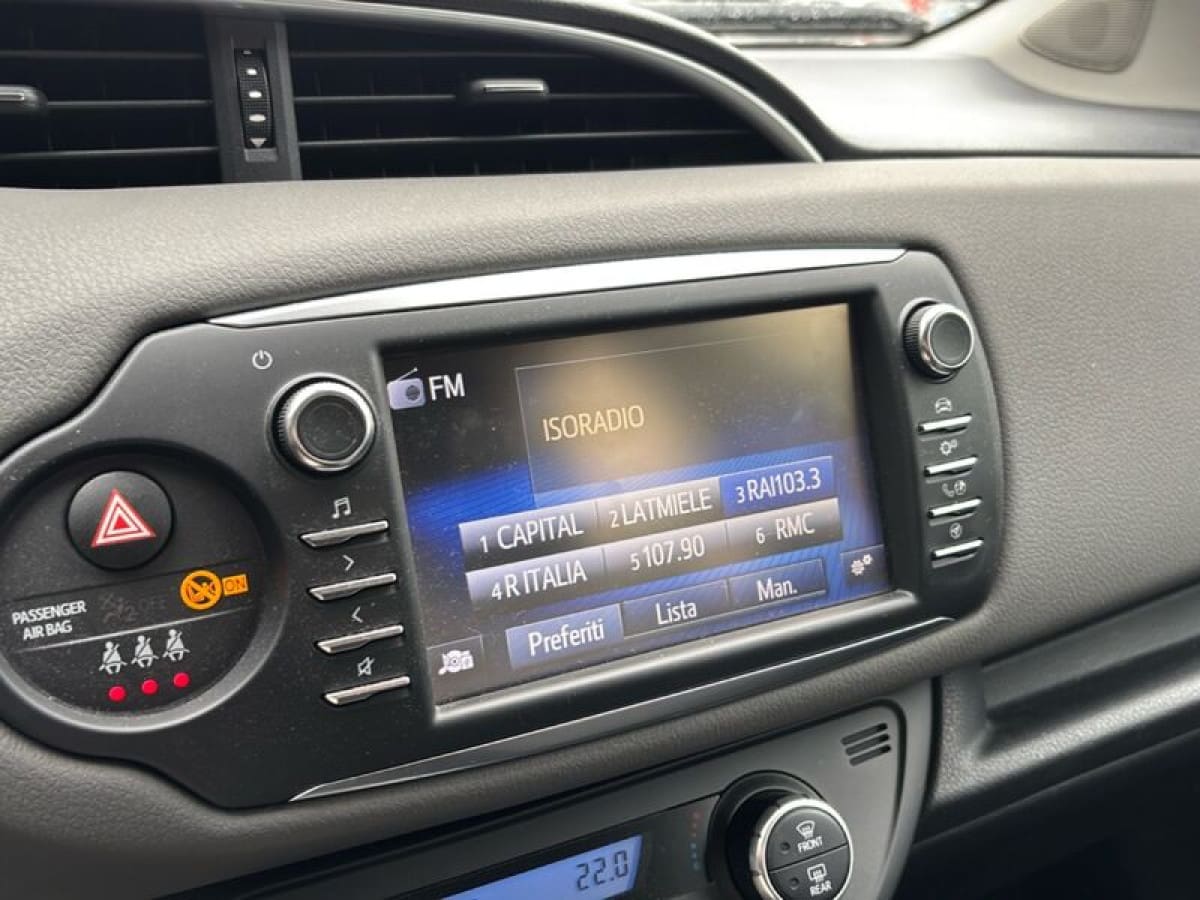 FM
ISORADIO
1 CAPITAL
2 LATMIELE
3 RAI103.3
4 R ITALIA
5 107.90
6 RMC
Preferiti
Lista
Man.
PASSENGER
AIR BAG
OFF
ON
22.0
FRONT
REAR